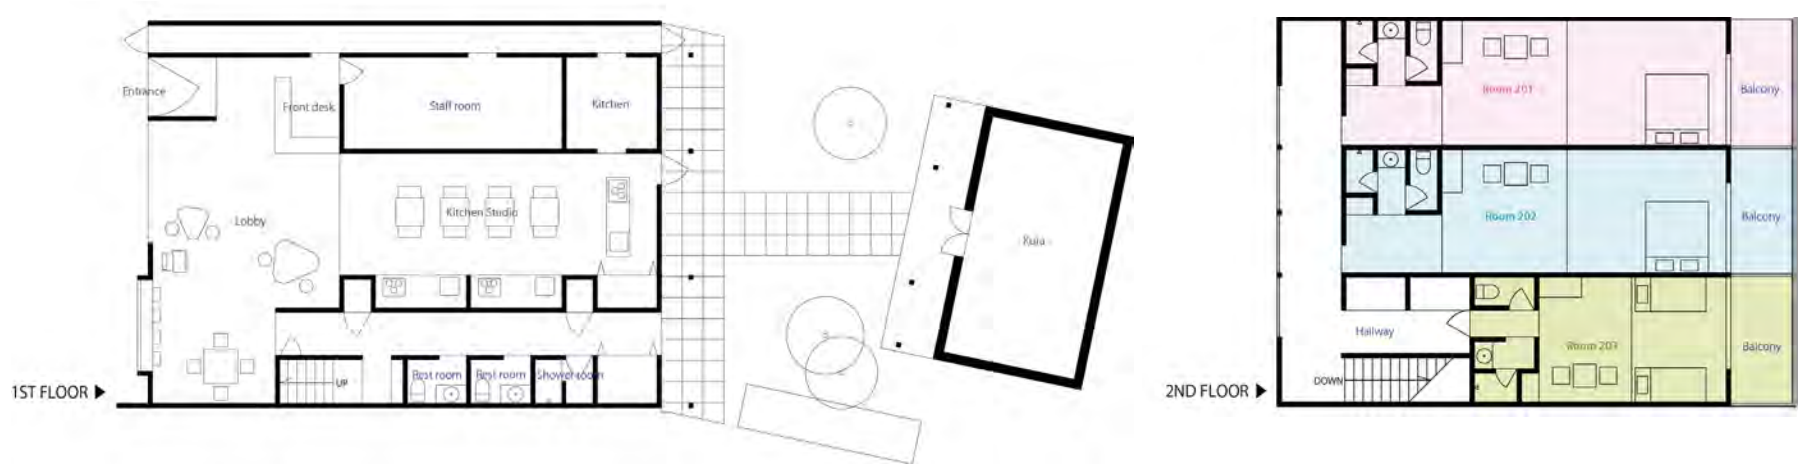 Entrance
Front desk
Staff room
Kitchen
Lobby
Kitchen Studio
Kura
UP
Rest room
Rest room
Shower room
1ST FLOOR
Room 201
Balcony
Room 202
Balcony
Hallway
Room 203
Balcony
DOWN
2ND FLOOR